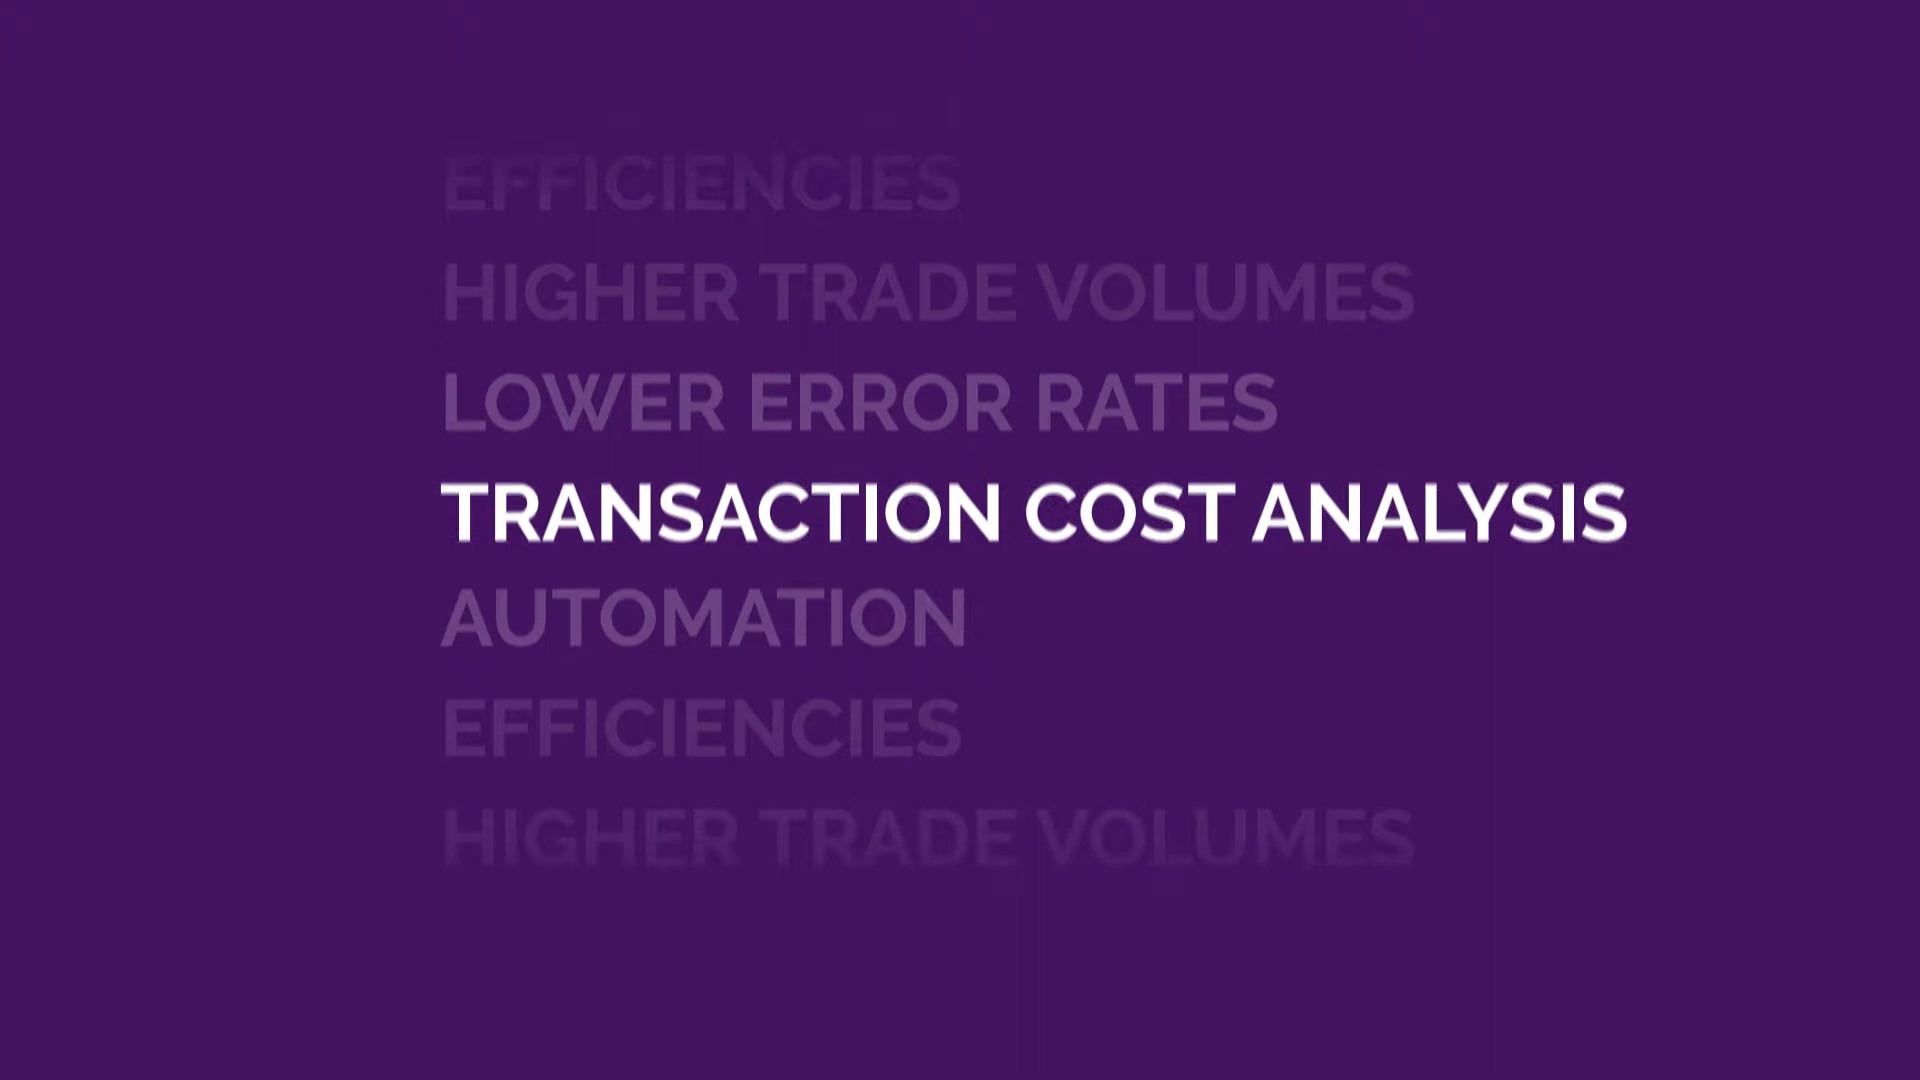 EFFICIENCIES
HIGHER TRADE VOLUMES
LOWER ERROR RATES
TRANSACTION COST ANALYSIS
AUTOMATION
EFFICIENCIES
HIGHER TRADE VOLUMES